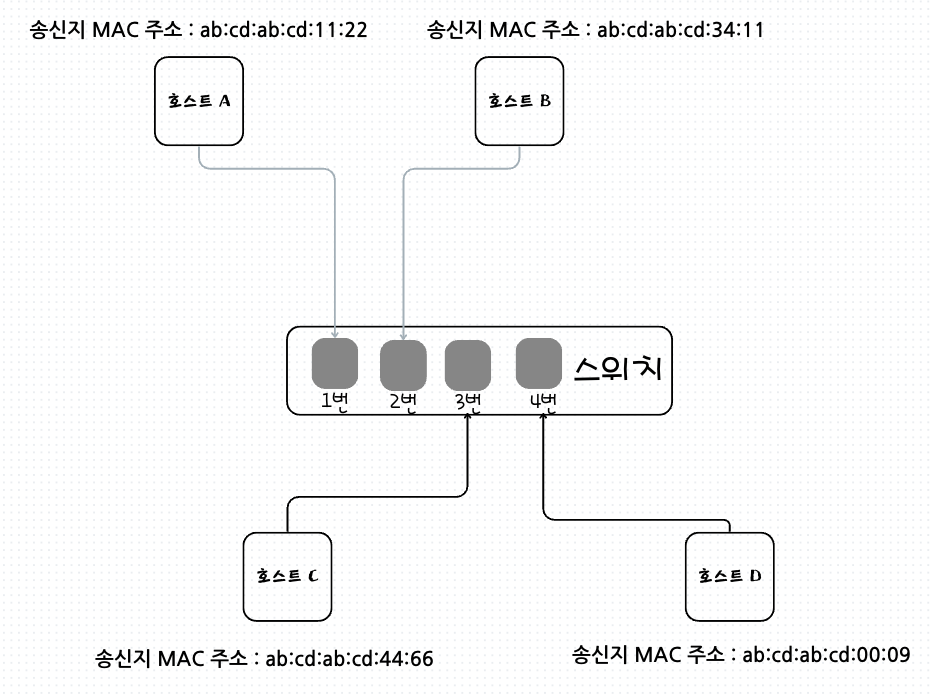 송신지 MAC 주소 : ab:cd:ab:cd:11:22
송신지 MAC 주소 : ab:cd:ab:cd:34:11
호스트 A
호스트 B
스위치
1번
2번
3번
4번
호스트 C
호스트 D
송신지 MAC 주소 : ab:cd:ab:cd:44:66
송신지 MAC 주소 : ab:cd:ab:cd:00:09